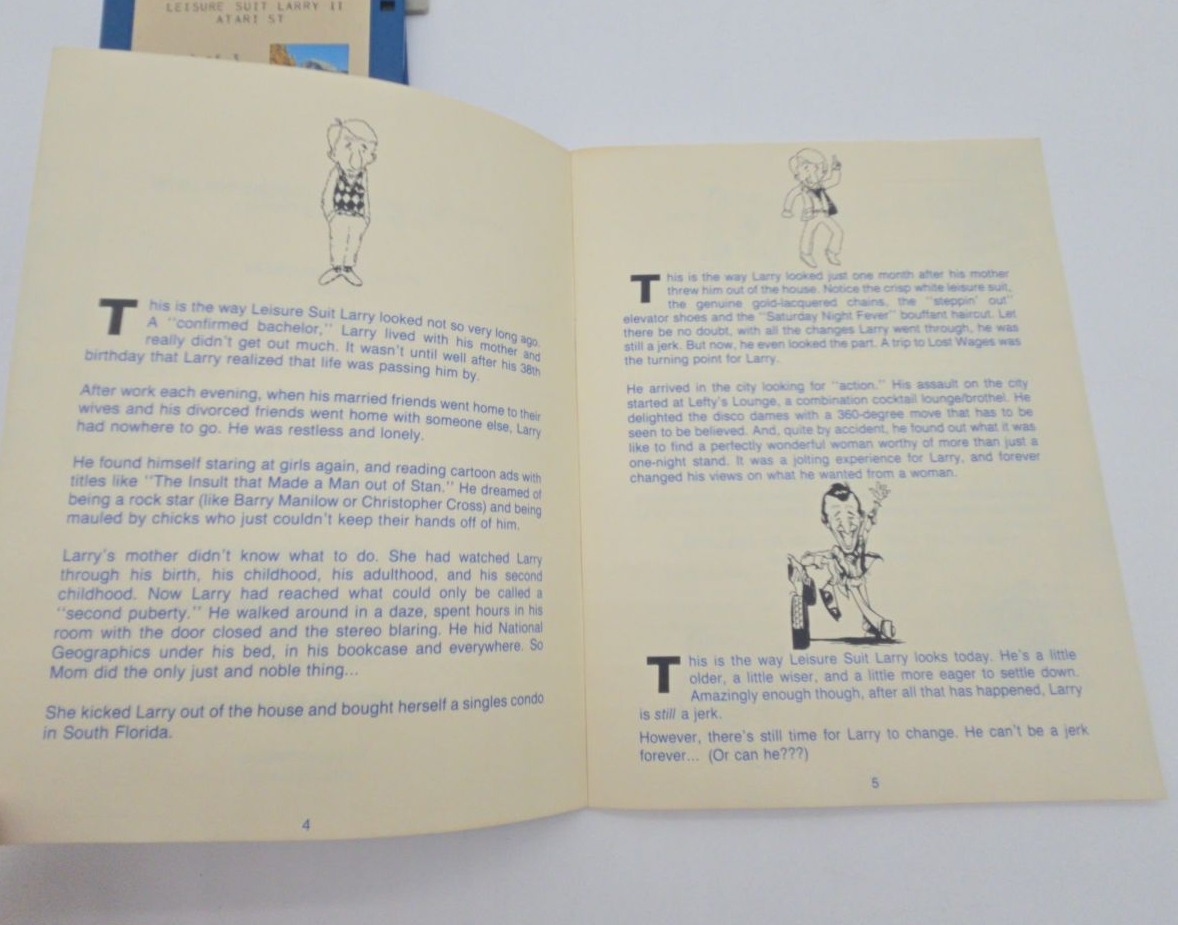 LEISURE SUIT LARRY II
ATARI ST
This is the way Leisure Suit Larry looked not so very long ago.
A "confirmed bachelor," Larry lived with his mother and
really didn't get out much. It wasn't until well after his 38th
birthday that Larry realized that life was passing him by.
After work each evening, when his married friends went home to their
wives and his divorced friends went home with someone else, Larry
had nowhere to go. He was restless and lonely.
He found himself staring at girls again, and reading cartoon ads with
titles like "The Insult that Made a Man out of Stan." He dreamed of
being a rock star (like Barry Manilow or Christopher Cross) and being
mauled by chicks who just couldn't keep their hands off of him.
Larry's mother didn't know what to do. She had watched Larry
through his birth, his childhood, his adulthood, and his second
childhood. Now Larry had reached what could only be called a
"second puberty." He walked around in a daze, spent hours in his
room with the door closed and the stereo blaring. He hid National
Geographics under his bed, in his bookcase and everywhere. So
Mom did the only just and noble thing...
She kicked Larry out of the house and bought herself a singles condo
in South Florida.
4
This is the way Larry looked just one month after his mother
threw him out of the house. Notice the crisp white leisure suit,
the genuine gold-lacquered chains, the "steppin' out"
elevator shoes and the "Saturday Night Fever" bouffant haircut. Let
there be no doubt, with all the changes Larry went through, he was
still a jerk. But now, he even looked the part. A trip to Lost Wages was
the turning point for Larry.
He arrived in the city looking for "action." His assault on the city
started at Lefty's Lounge, a combination cocktail lounge/brothel. He
delighted the disco dames with a 360-degree move that has to be
seen to be believed. And, quite by accident, he found out what it was
like to find a perfectly wonderful woman worthy of more than just a
one-night stand. It was a jolting experience for Larry, and forever
changed his views on what he wanted from a woman.
This is the way Leisure Suit Larry looks today. He's a little
older, a little wiser, and a little more eager to settle down.
Amazingly enough though, after all that has happened, Larry
is still a jerk.
However, there's still time for Larry to change. He can't be a jerk
forever... (Or can he???)
5